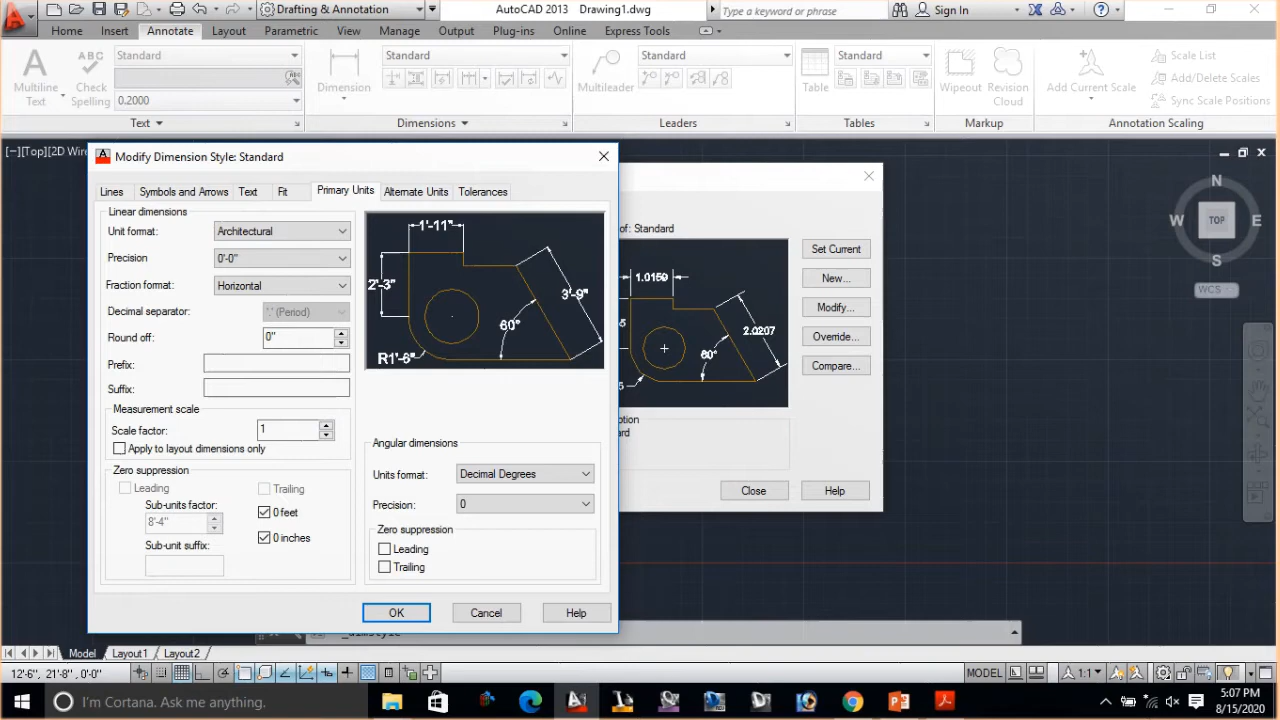 Drafting & Annotation
AutoCAD 2013 Drawing1.dwg
Type a keyword or phrase
Sign In
Home Insert Annotate Layout Parametric View Manage Output Plug-ins Online Express Tools
Standard
Standard
Standard
Standard
Scale List
Multiline Text
Check Spelling
ABC
0.2000
Dimension
Multileader
Table
Wipeout
Revision Cloud
Add Current Scale
Add/Delete Scales
Sync Scale Positions
Text
Dimensions
Leaders
Tables
Markup
Annotation Scaling
[−][Top][2D Wir
Modify Dimension Style: Standard
Lines Symbols and Arrows Text Fit Primary Units Alternate Units Tolerances
Linear dimensions
Unit format: Architectural
Precision 0'-0"
Fraction format: Horizontal
Decimal separator: '.' (Period)
Round off: 0"
Prefix:
Suffix:
Measurement scale
Scale factor: 1
Apply to layout dimensions only
Zero suppression
Leading
Trailing
Sub-units factor:
8'-4"
0 feet
0 inches
Sub-unit suffix:
1'-11"
2'-3"
3'-9"
60°
R1'-6"
Angular dimensions
Units format: Decimal Degrees
Precision: 0
Zero suppression
Leading
Trailing
OK Cancel Help
of: Standard
1.0159
2.0207
60°
Set Current
New...
Modify...
Override...
Compare...
Close Help
N
W TOP E
S
WCS
_dimstyle
Model Layout1 Layout2
12'-6", 21'-8", 0'-0"
MODEL
1:1
I'm Cortana. Ask me anything.
5:07 PM
8/15/2020